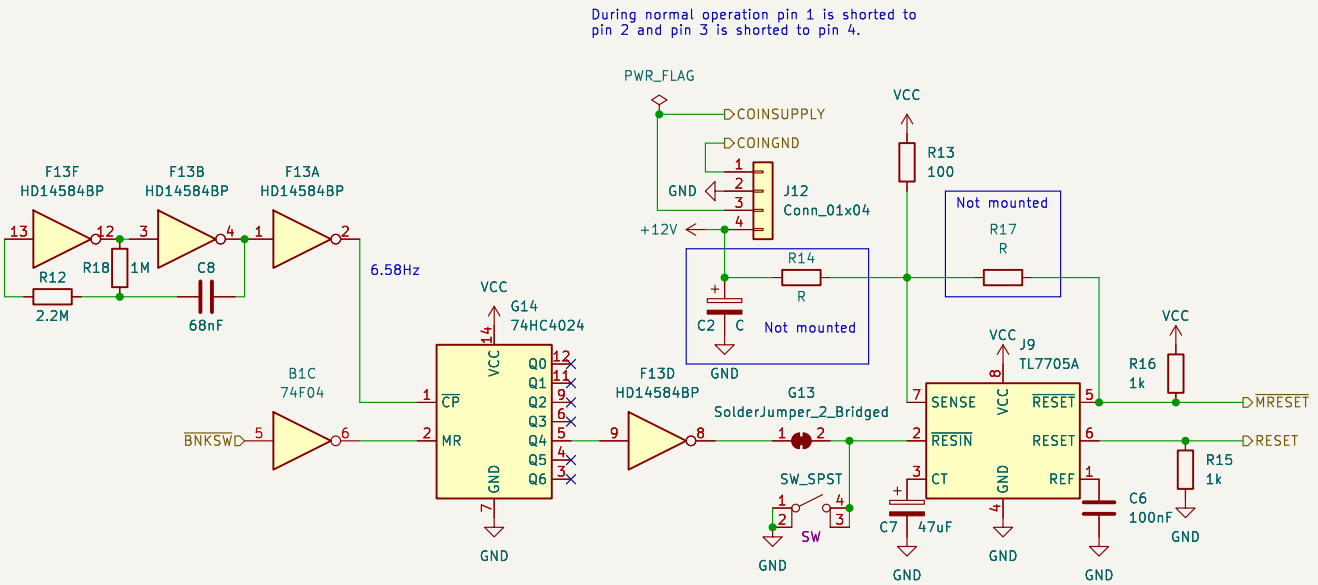 During normal operation pin 1 is shorted to
pin 2 and pin 3 is shorted to pin 4.
PWR_FLAG
COINSUPPLY
COINGND
1
2
3
4
GND
+12V
J12
Conn_01x04
VCC
R13
100
Not mounted
R17
R
R14
R
+
C2 C
Not mounted
GND
F13F
HD14584BP
13
12
F13B
HD14584BP
3
4
F13A
HD14584BP
1
2
R18
1M
R12
2.2M
C8
68nF
6.58Hz
B1C
74F04
BNKSW
5
6
VCC
14
G14
74HC4024
VCC
1
CP
2
MR
GND
7
GND
Q0 12
Q1 11
Q2 9
Q3 6
Q4 5
Q5 4
Q6 3
F13D
HD14584BP
9
8
G13
SolderJumper_2_Bridged
1
2
SW_SPST
1
2
4
3
SW
GND
VCC
8
J9
TL7705A
VCC
7
SENSE
2
RESIN
3
CT
RESET
5
RESET
6
REF
1
GND
4
GND
+
C7 47uF
GND
C6
100nF
GND
VCC
R16
1k
MRESET
RESET
R15
1k
GND